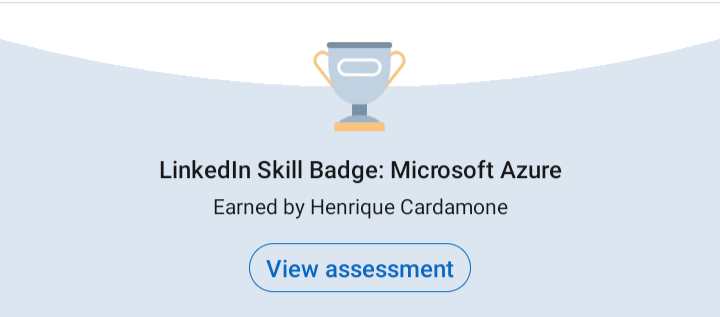 LinkedIn Skill Badge: Microsoft Azure
Earned by Henrique Cardamone
View assessment